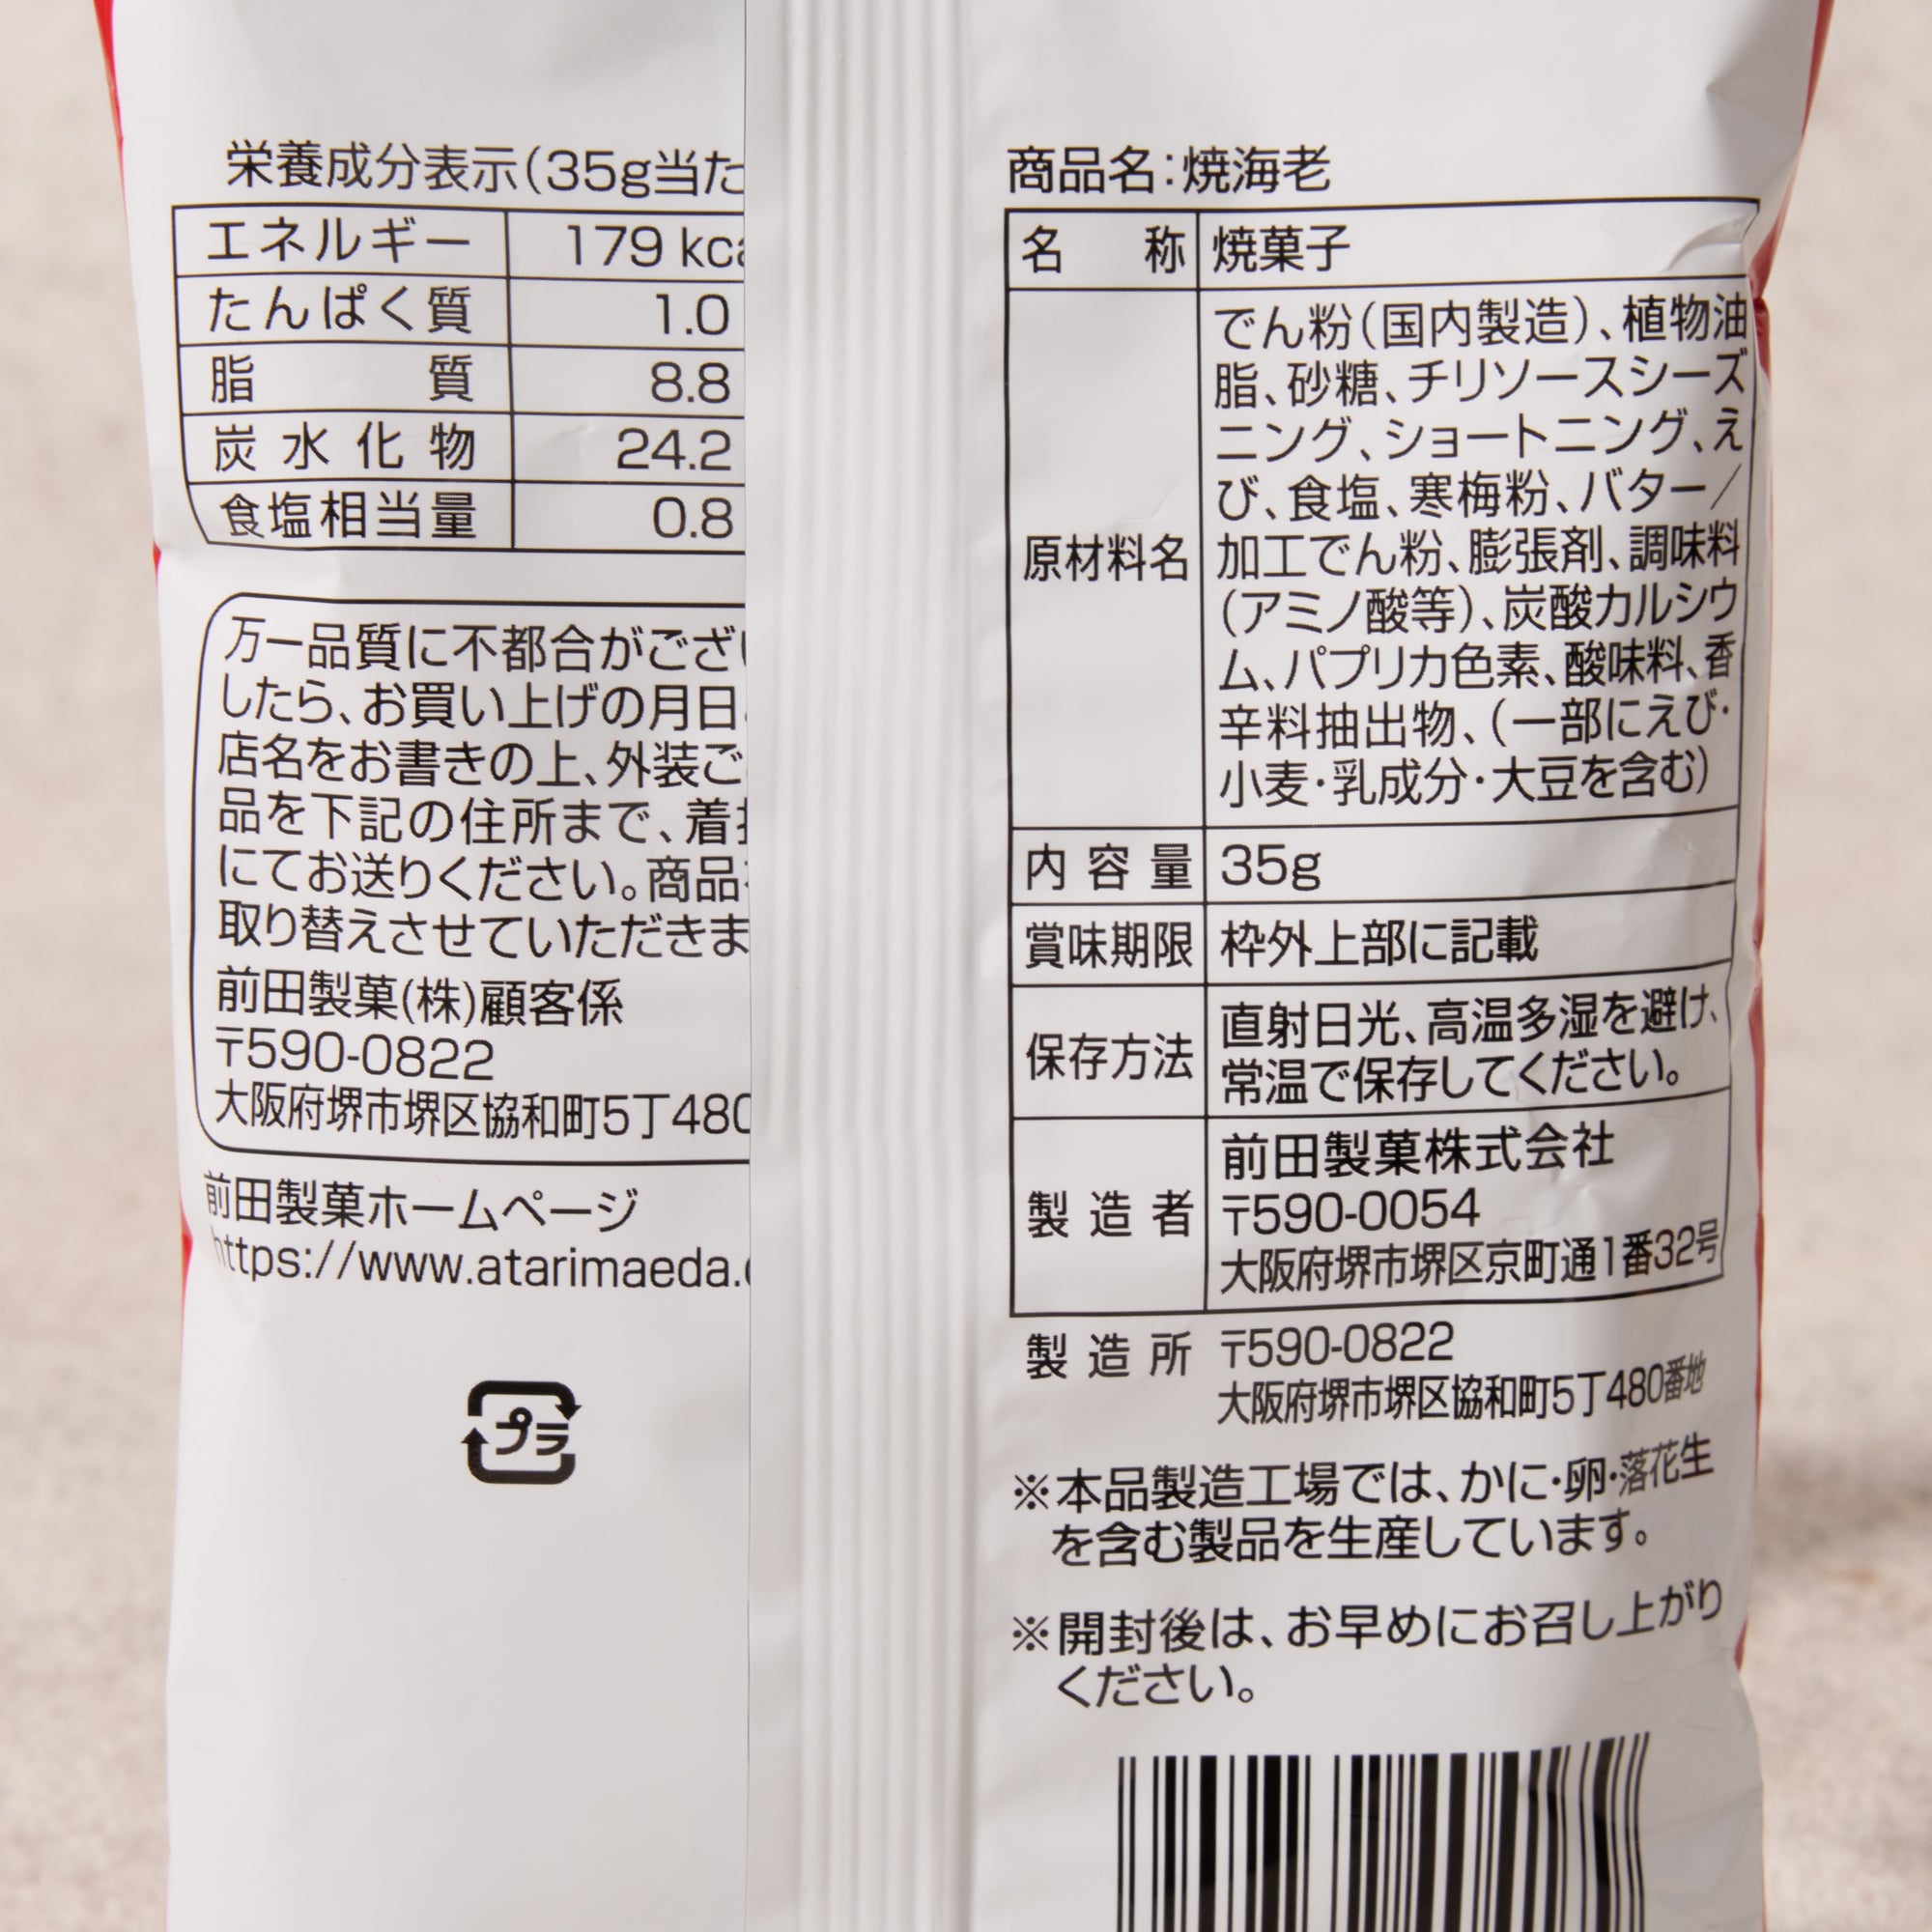 栄養成分表示(35g当た
エネルギー 179 kc
たんぱく質 1.0
脂質 8.8
炭水化物 24.2
食塩相当量 0.8
万一品質に不都合がござ
したら、お買い上げの月日
店名をお書きの上、外装ご
品を下記の住所まで、着
にてお送りください。商品
取り替えさせていただきま
前田製菓(株)顧客係
〒590-0822
大阪府堺市堺区協和町5丁480
前田製菓ホームページ
https://www.atarimaeda.
プラ
商品名:焼海老
名称 焼菓子
原材料名 でん粉(国内製造)、植物油
脂、砂糖、チリソースシーズ
ニング、ショートニング、え
び、食塩、寒梅粉、バター/
加工でん粉、膨張剤、調味料
(アミノ酸等)、炭酸カルシウ
ム、パプリカ色素、酸味料、香
辛料抽出物、(一部にえび・
小麦・乳成分・大豆を含む)
内容量 35g
賞味期限 枠外上部に記載
保存方法 直射日光、高温多湿を避け、
常温で保存してください。
製造者 前田製菓株式会社
〒590-0054
大阪府堺市堺区京町通1番32号
製造所 〒590-0822
大阪府堺市堺区協和町5丁480番地
※本品製造工場では、かに・卵・落花生
を含む製品を生産しています。
※開封後は、お早めにお召し上がり
ください。